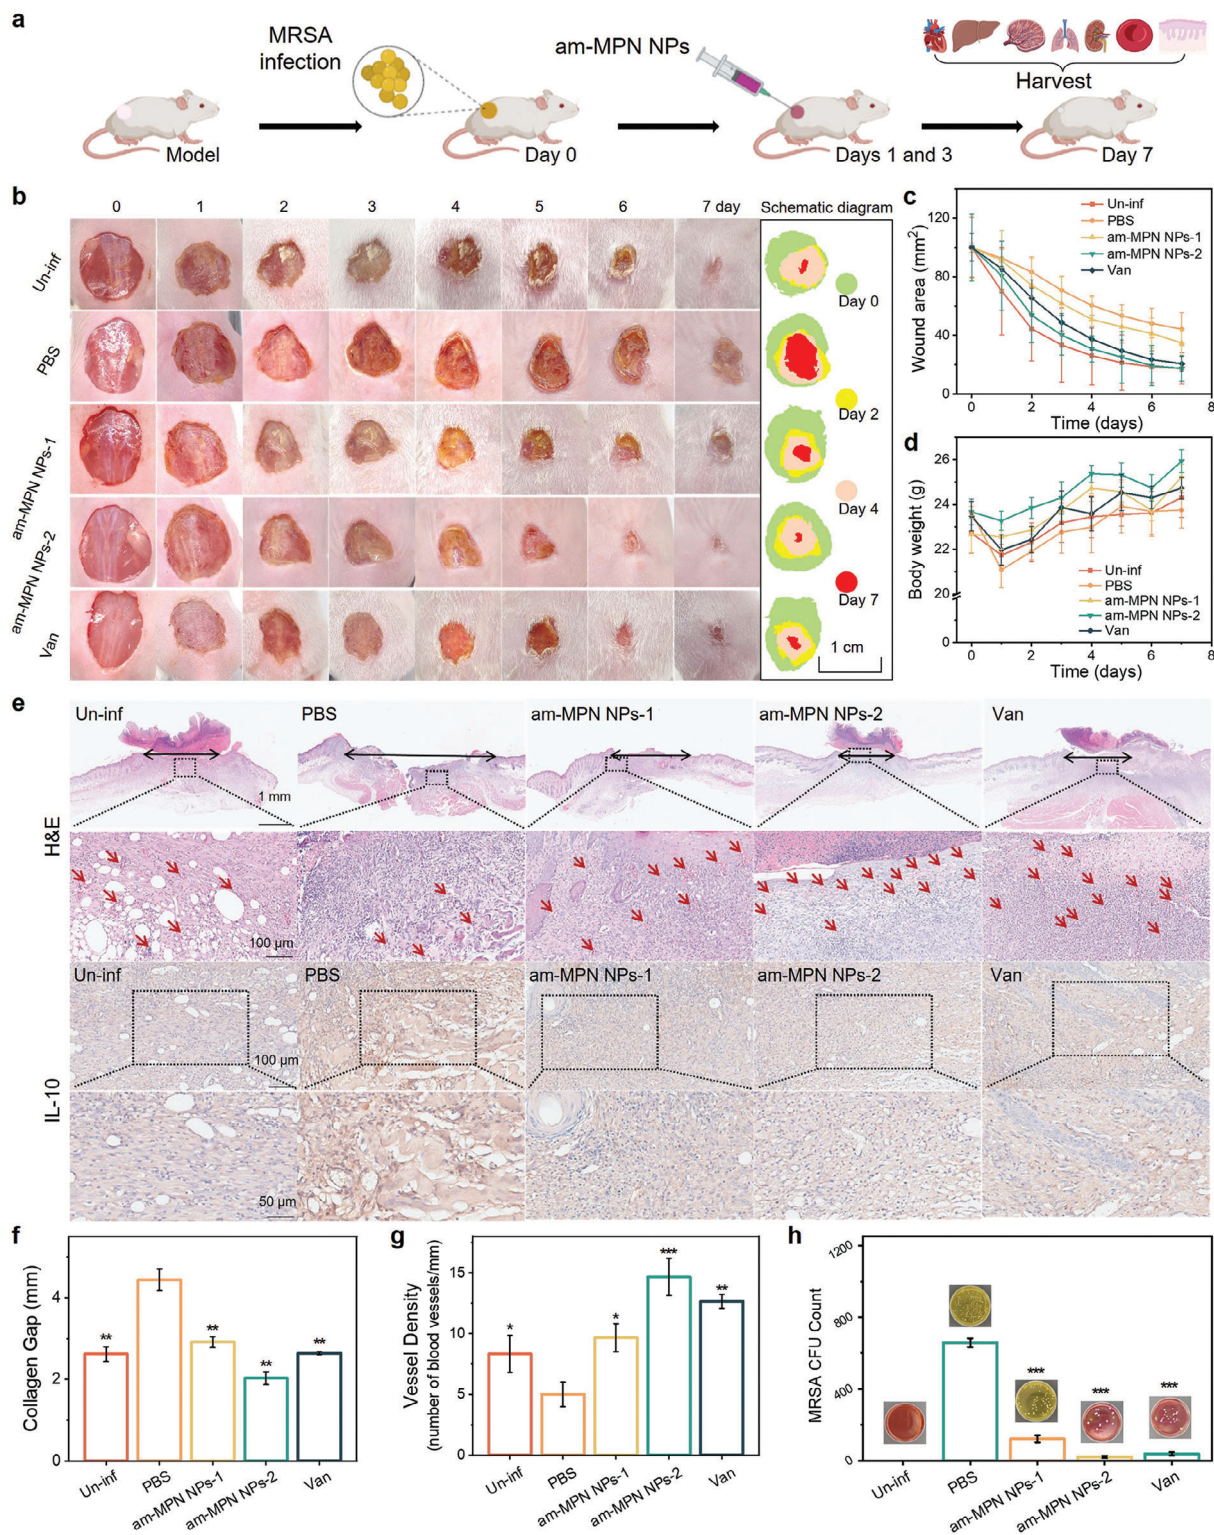 a
MRSA
infection
am-MPN NPs
Harvest
Model
Day 0
Days 1 and 3
Day 7
b
0 1 2 3 4 5 6 7 day Schematic diagram
Un-inf
PBS
am-MPN NPs-1
am-MPN NPs-2
Van
Day 0
Day 2
Day 4
Day 7
1 cm
c
Wound area (mm²)
120
80
40
0
0 2 4 6 8
Time (days)
Un-inf
PBS
am-MPN NPs-1
am-MPN NPs-2
Van
d
Body weight (g)
26
24
22
20
0
0 2 4 6 8
Time (days)
Un-inf
PBS
am-MPN NPs-1
am-MPN NPs-2
Van
e
Un-inf PBS am-MPN NPs-1 am-MPN NPs-2 Van
1 mm
H&E
100 µm
Un-inf PBS am-MPN NPs-1 am-MPN NPs-2 Van
100 µm
IL-10
50 µm
f
Collagen Gap (mm)
4
2
0
** ** ** **
Un-inf PBS am-MPN NPs-1 am-MPN NPs-2 Van
g
Vessel Density
(number of blood vessels/mm)
15
10
5
0
* * *** **
Un-inf PBS am-MPN NPs-1 am-MPN NPs-2 Van
h
MRSA CFU Count
1200
800
400
0
*** *** ***
Un-inf PBS am-MPN NPs-1 am-MPN NPs-2 Van